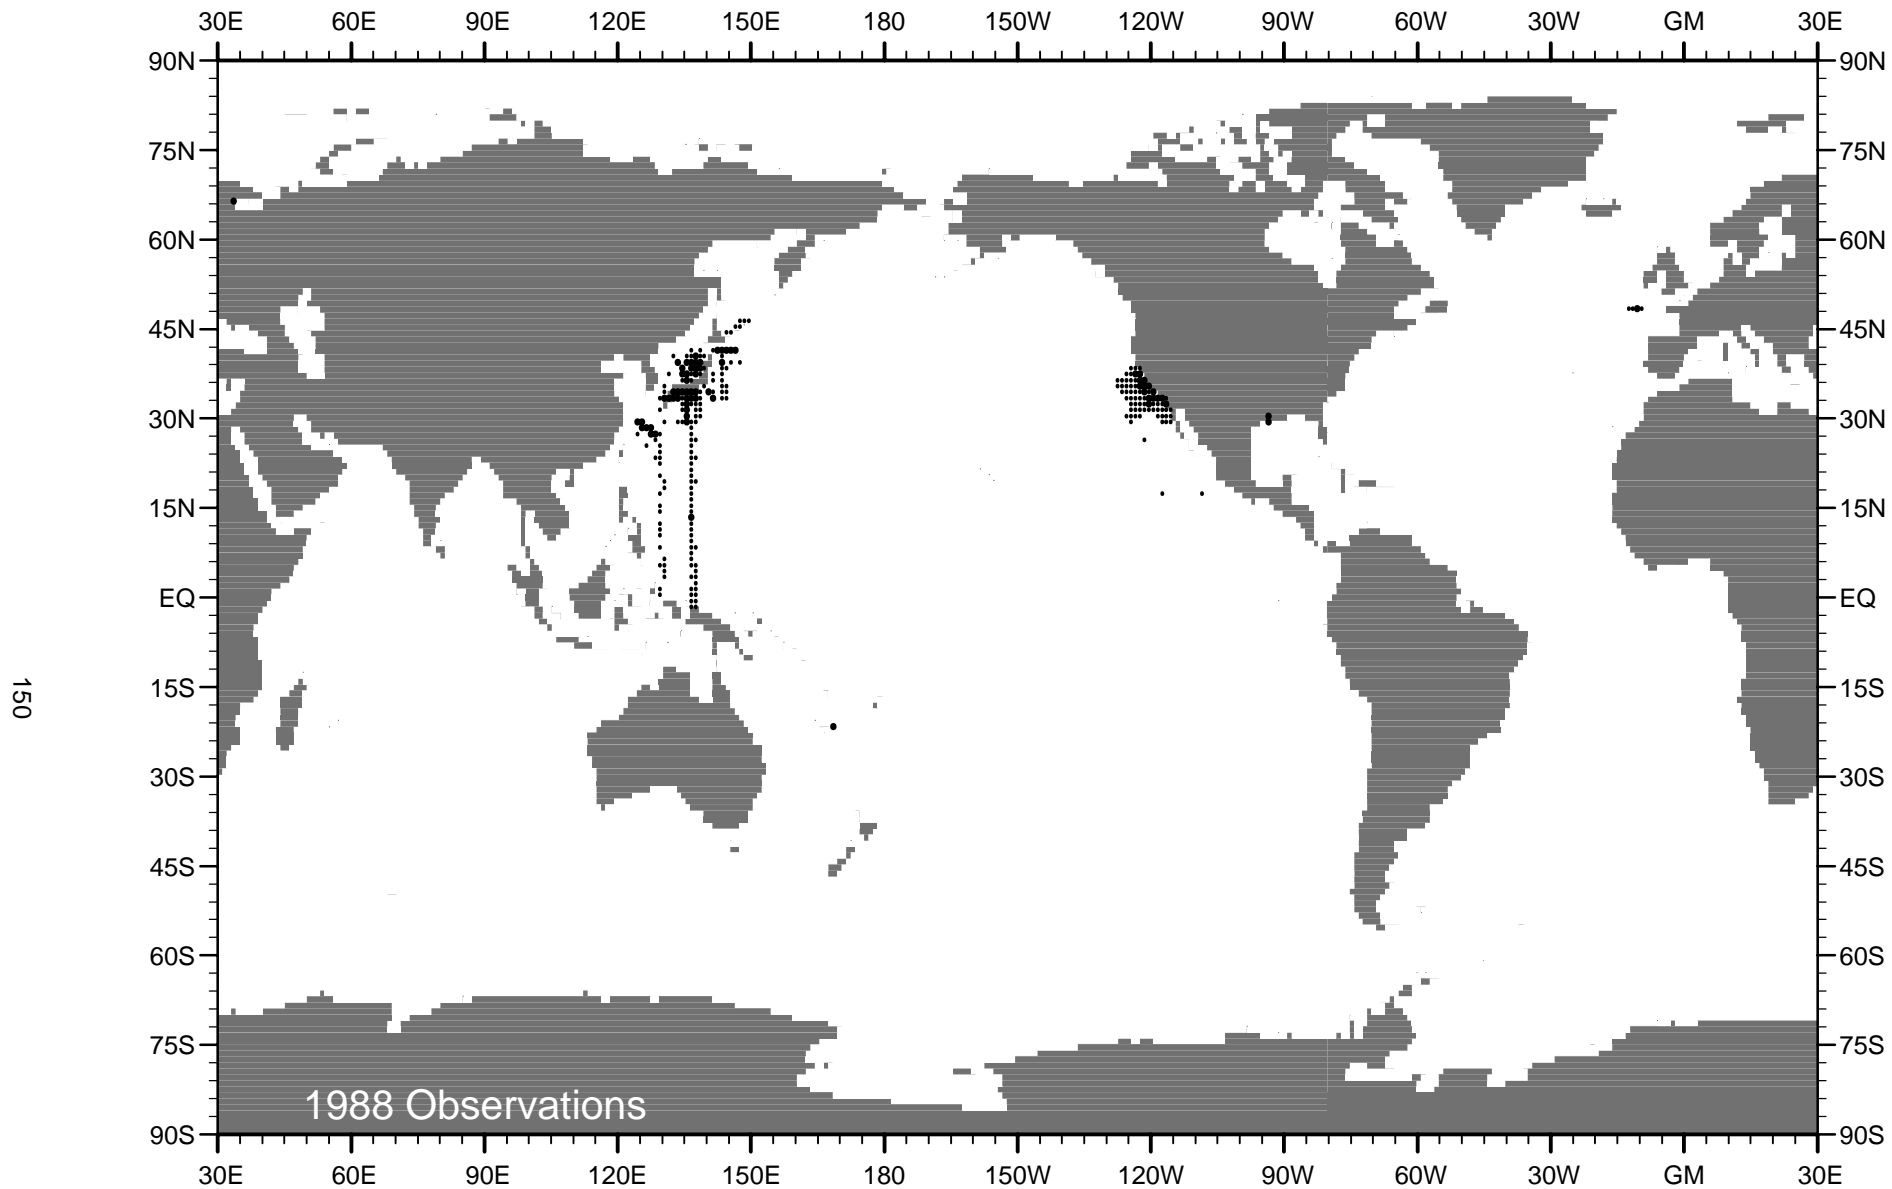 30E 60E 90E 120E 150E 180 150W 120W 90W 60W 30W GM 30E
90N 90N
75N 75N
60N 60N
45N 45N
30N 30N
15N 15N
EQ EQ
15S 15S
30S 30S
45S 45S
60S 60S
75S 75S
90S 90S
1988 Observations
30E 60E 90E 120E 150E 180 150W 120W 90W 60W 30W GM 30E
150